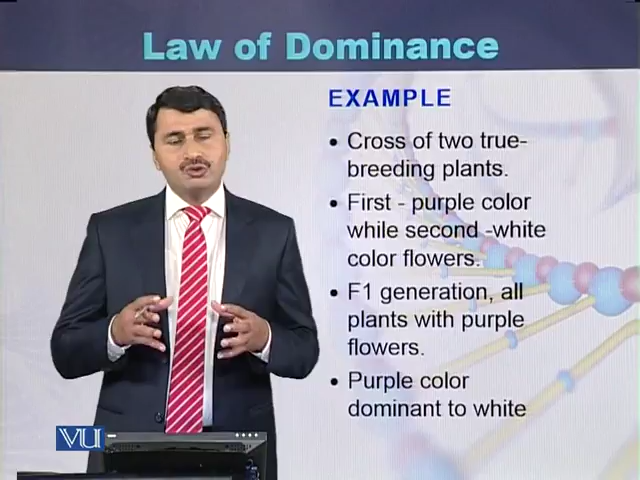 Law of Dominance
EXAMPLE
• Cross of two true-
breeding plants.
• First - purple color
while second -white
color flowers.
• F1 generation, all
plants with purple
flowers.
• Purple color
dominant to white
VU